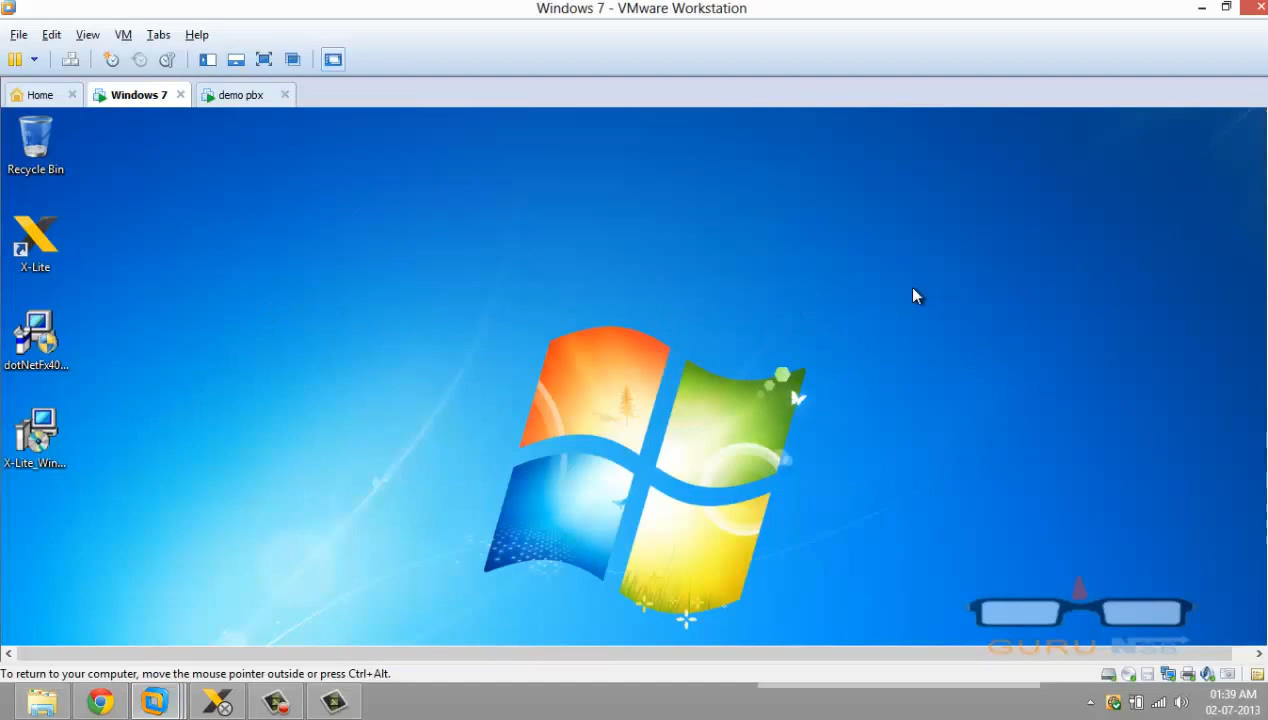 Windows 7 - VMware Workstation
File Edit View VM Tabs Help
Home Windows 7 demo pbx
Recycle Bin
X-Lite
dotNetFx40...
X-Lite_Win...
GURU
To return to your computer, move the mouse pointer outside or press Ctrl+Alt.
01:39 AM
02-07-2013